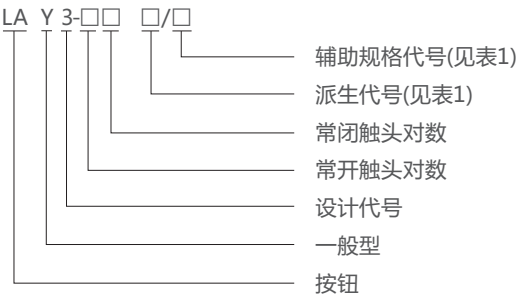 LA Y 3-□□ □/□
辅助规格代号(见表1)
派生代号(见表1)
常闭触头对数
常开触头对数
设计代号
一般型
按钮